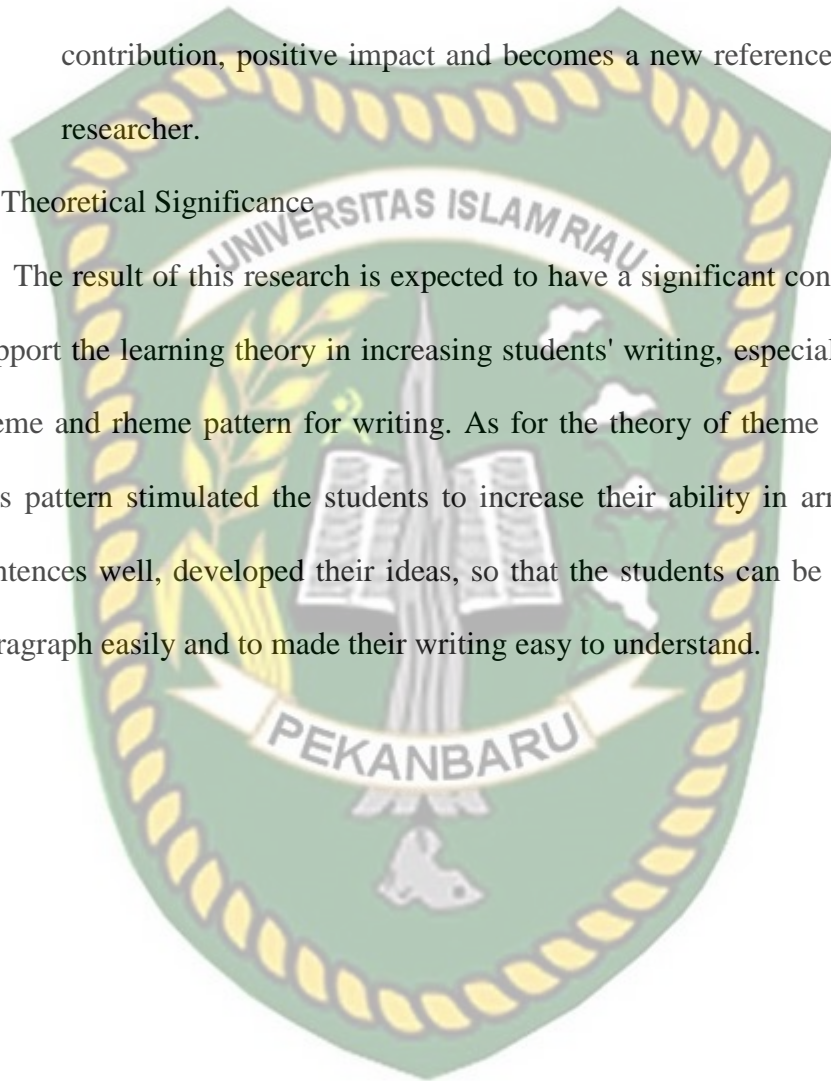 contribution, positive impact and becomes a new reference
researcher.
Theoretical Significance
UNIVERSITAS ISLAM RIAU
The result of this research is expected to have a significant con
pport the learning theory in increasing students' writing, especial
eme and rheme pattern for writing. As for the theory of theme
s pattern stimulated the students to increase their ability in arr
ntences well, developed their ideas, so that the students can be
ragraph easily and to made their writing easy to understand.
PEKANBARU